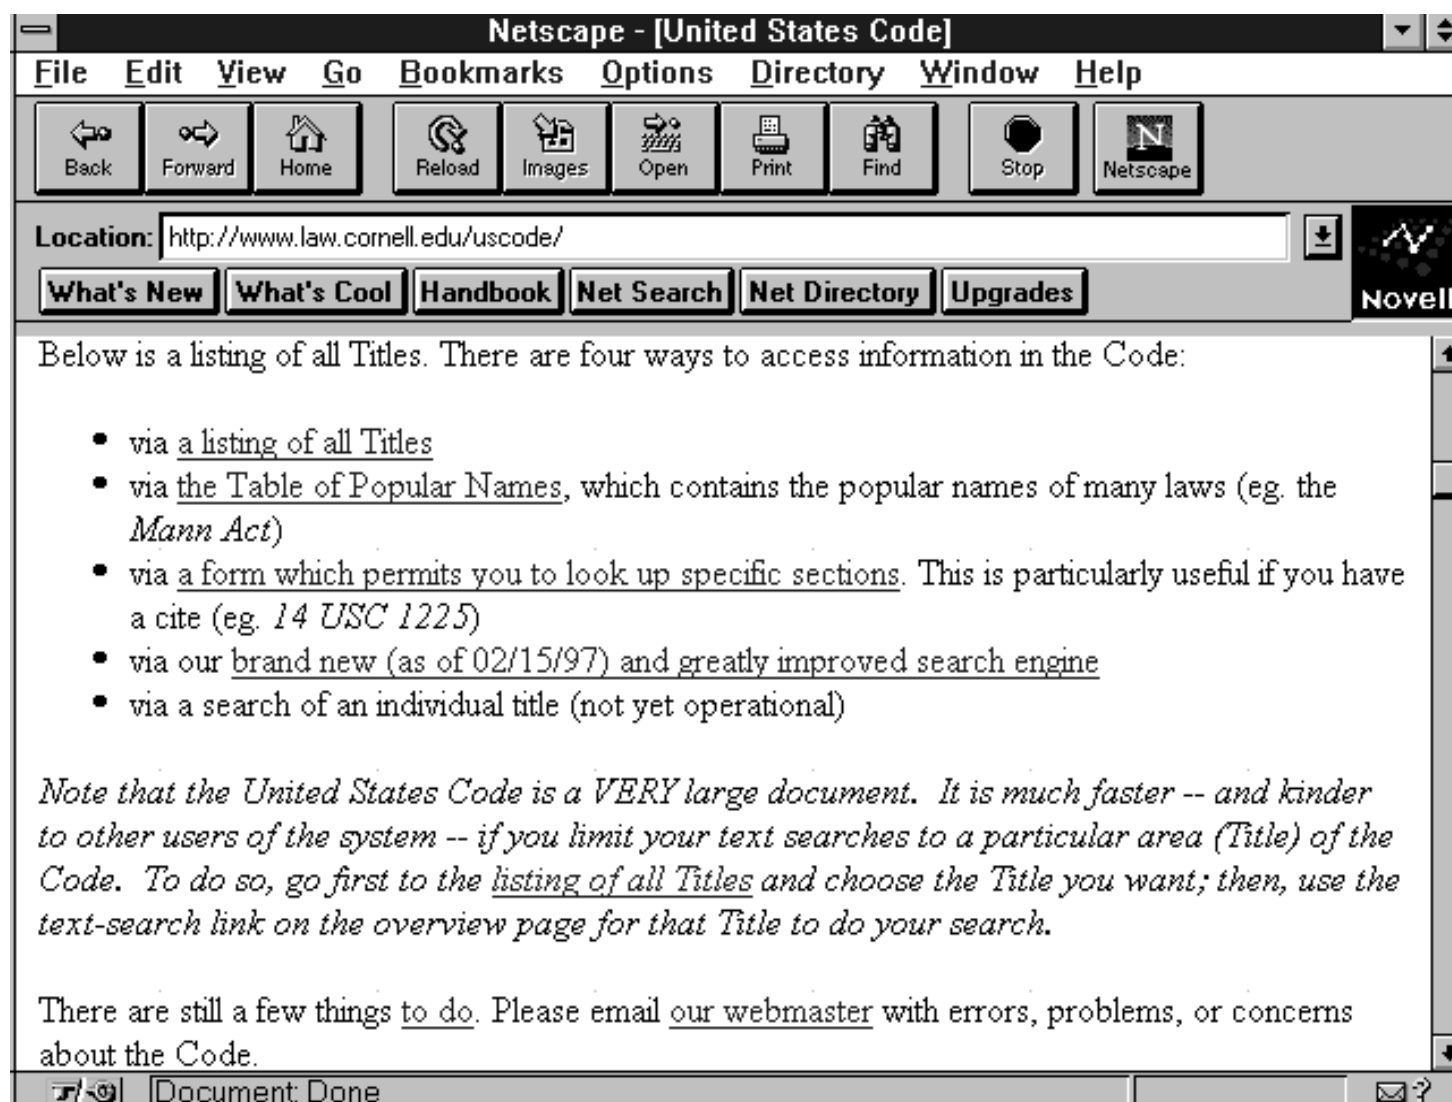 Netscape - [United States Code]
File Edit View Go Bookmarks Options Directory Window Help
Back Forward Home Reload Images Open Print Find Stop Netscape
N
Location: http://www.law.cornell.edu/uscode/
What's New What's Cool Handbook Net Search Net Directory Upgrades
Novell
Below is a listing of all Titles. There are four ways to access information in the Code:
• via a listing of all Titles
• via the Table of Popular Names, which contains the popular names of many laws (eg. the
Mann Act)
• via a form which permits you to look up specific sections. This is particularly useful if you have
a cite (eg. 14 USC 1225)
• via our brand new (as of 02/15/97) and greatly improved search engine
• via a search of an individual title (not yet operational)
Note that the United States Code is a VERY large document. It is much faster -- and kinder
to other users of the system -- if you limit your text searches to a particular area (Title) of the
Code. To do so, go first to the listing of all Titles and choose the Title you want; then, use the
text-search link on the overview page for that Title to do your search.
There are still a few things to do. Please email our webmaster with errors, problems, or concerns
about the Code.
Document: Done
?